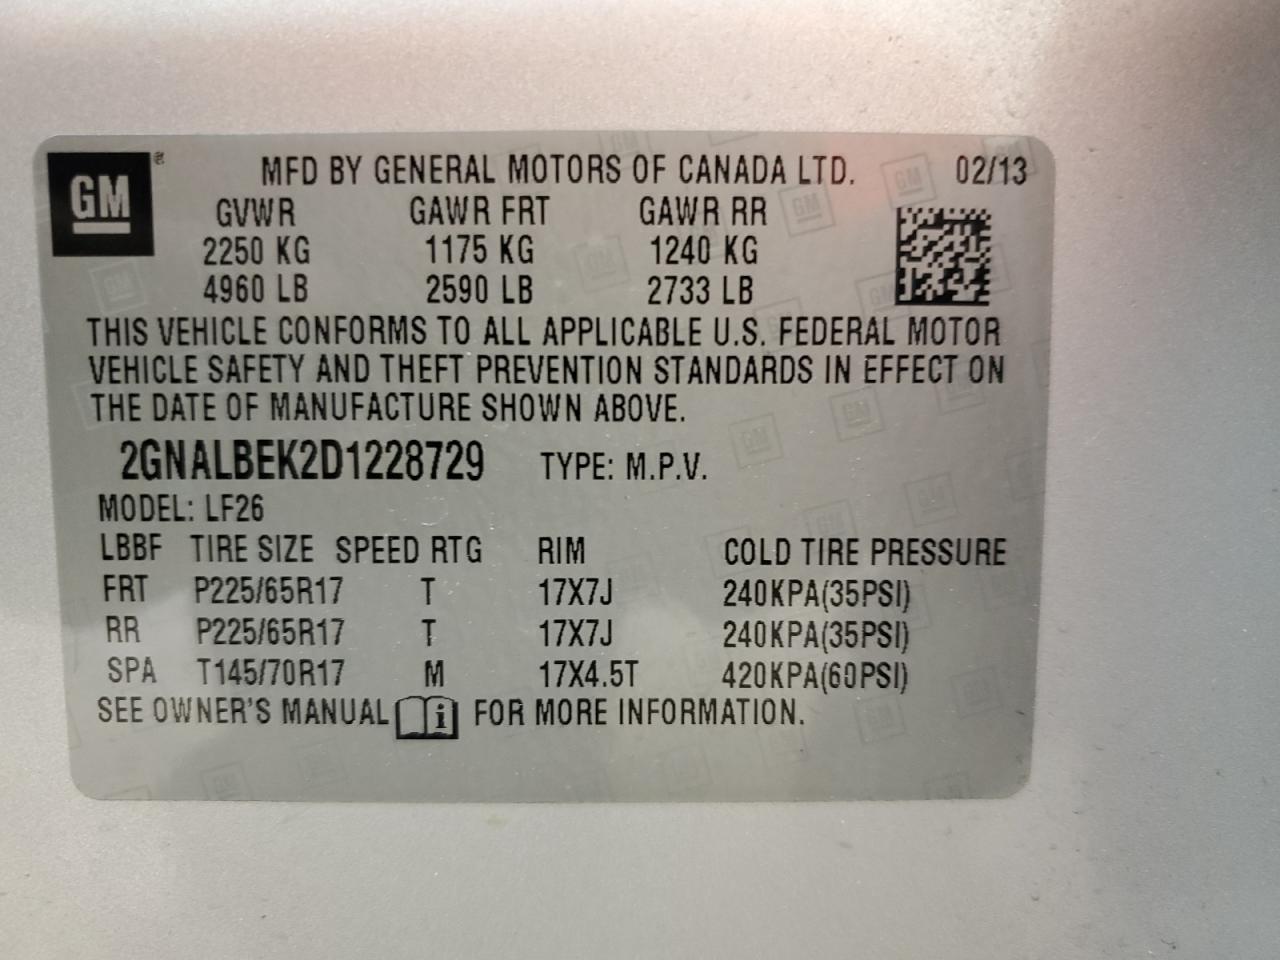 GM ® MFD BY GENERAL MOTORS OF CANADA LTD. 02/13
GVWR GAWR FRT GAWR RR
2250 KG 1175 KG 1240 KG
4960 LB 2590 LB 2733 LB
THIS VEHICLE CONFORMS TO ALL APPLICABLE U.S. FEDERAL MOTOR
VEHICLE SAFETY AND THEFT PREVENTION STANDARDS IN EFFECT ON
THE DATE OF MANUFACTURE SHOWN ABOVE.
2GNALBEK2D1228729 TYPE: M.P.V.
MODEL: LF26
LBBF TIRE SIZE SPEED RTG RIM COLD TIRE PRESSURE
FRT P225/65R17 T 17X7J 240KPA(35PSI)
RR P225/65R17 T 17X7J 240KPA(35PSI)
SPA T145/70R17 M 17X4.5T 420KPA(60PSI)
SEE OWNER'S MANUAL i FOR MORE INFORMATION.